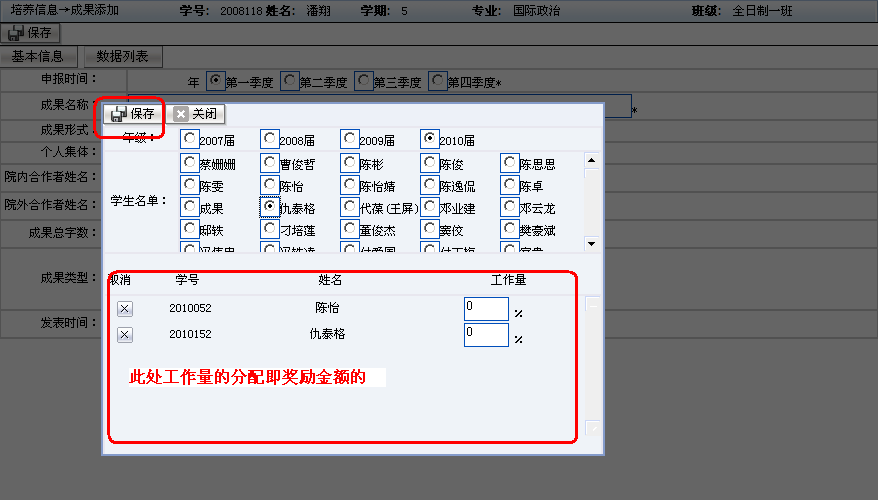 培养信息→成果添加 学号: 2008118 姓名: 潘翔 学期: 5 专业: 国际政治 班级: 全日制一班
保存
基本信息 数据列表
申报时间: 年 第一季度 第二季度 第三季度 第四季度*
成果名称: *
保存 关闭
成果形式:
年级: 2007届 2008届 2009届 2010届
个人集体:
蔡姗姗 曹俊哲 陈彬 陈俊 陈思思
院内合作者姓名:
陈雯 陈怡 陈怡婧 陈逸侃 陈卓
学生名单:
院外合作者姓名:
成果 仇泰格 代葆(王屏) 邓业建 邓云龙
成果总字数:
邸轶 刁培莲 董俊杰 窦佼 樊豪斌
成果类型:
取消 学号 姓名 工作量
2010052 陈怡 0 %
发表时间:
2010152 仇泰格 0 %
此处工作量的分配即奖励金额的